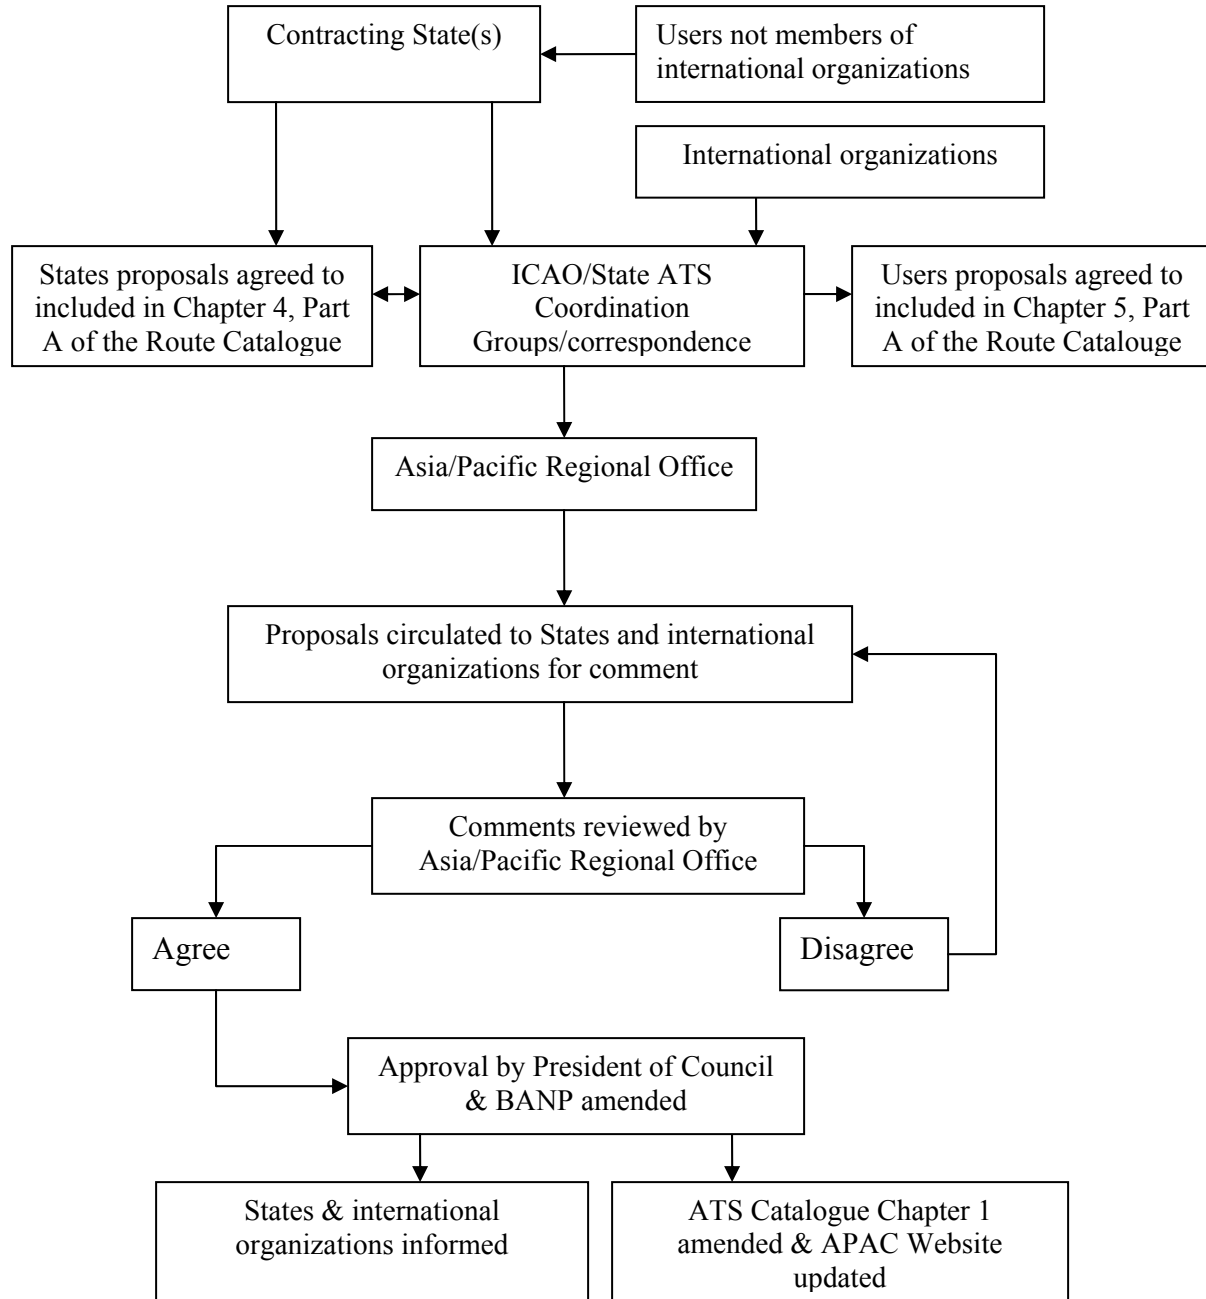 Contracting State(s)
Users not members of
international organizations
International organizations
States proposals agreed to
included in Chapter 4, Part
A of the Route Catalogue
ICAO/State ATS
Coordination
Groups/correspondence
Users proposals agreed to
included in Chapter 5, Part
A of the Route Catalouge
Asia/Pacific Regional Office
Proposals circulated to States and international
organizations for comment
Comments reviewed by
Asia/Pacific Regional Office
Agree
Disagree
Approval by President of Council
& BANP amended
States & international
organizations informed
ATS Catalogue Chapter 1
amended & APAC Website
updated